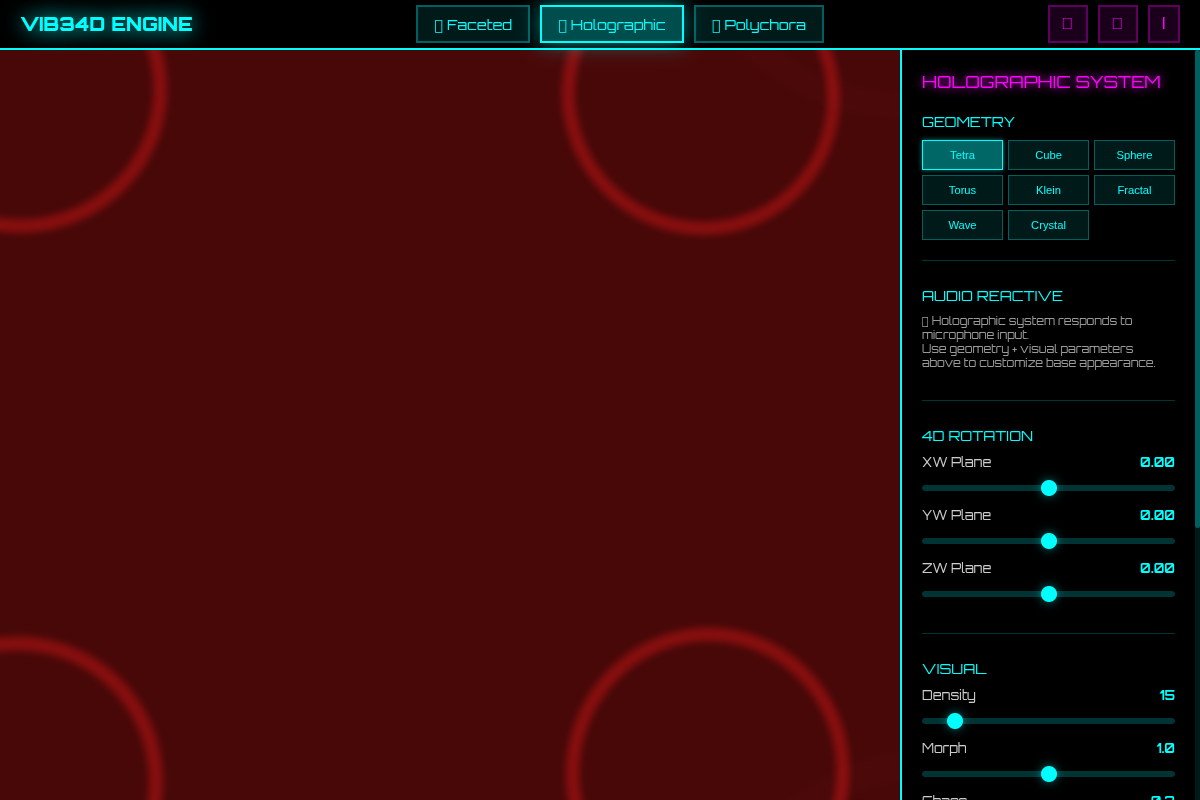 VIB34D ENGINE
Faceted
Holographic
Polychora
HOLOGRAPHIC SYSTEM
GEOMETRY
Tetra
Cube
Sphere
Torus
Klein
Fractal
Wave
Crystal
AUDIO REACTIVE
Holographic system responds to
microphone input.
Use geometry + visual parameters
above to customize base appearance.
4D ROTATION
XW Plane 0.00
YW Plane 0.00
ZW Plane 0.00
VISUAL
Density 15
Morph 1.0